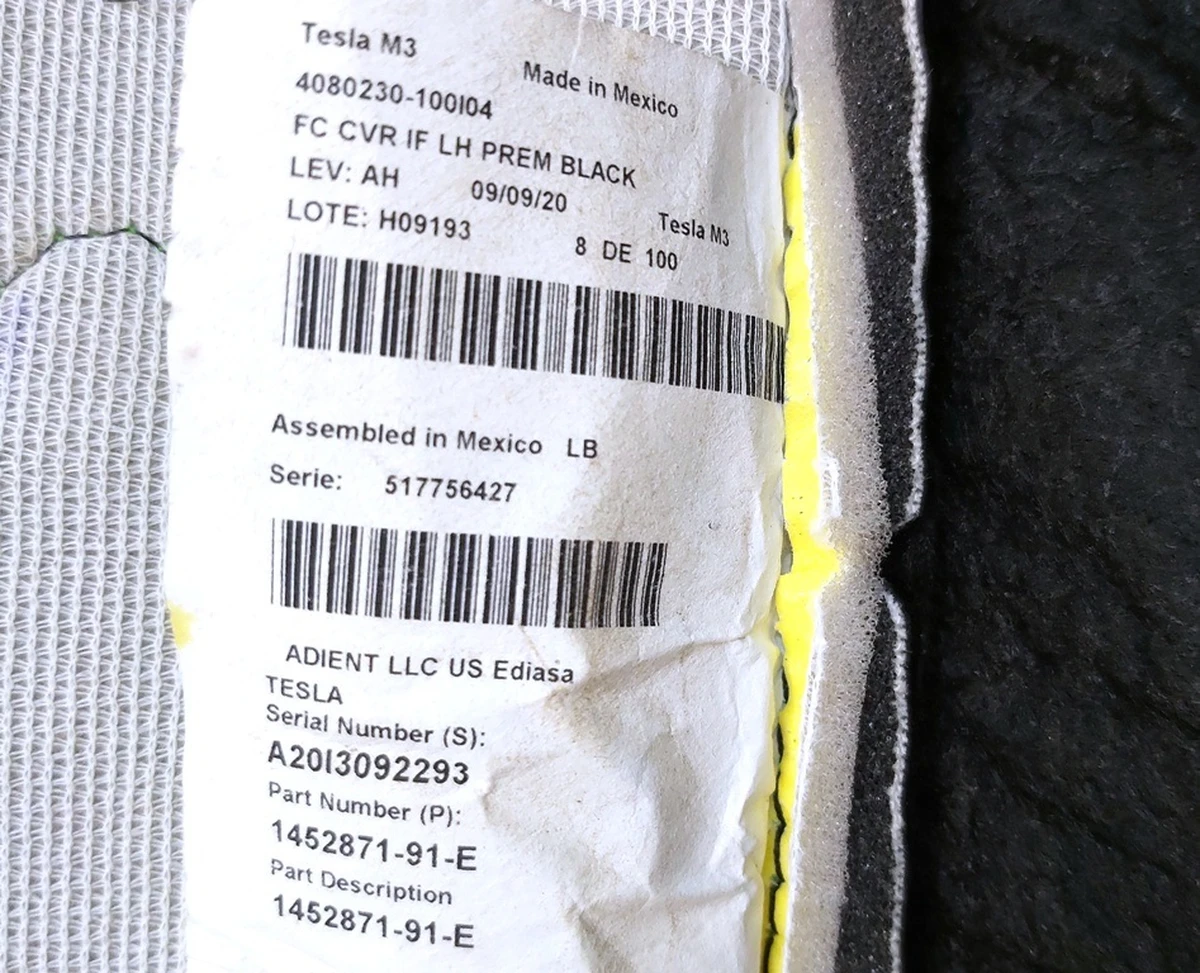 Tesla M3
Made in Mexico
4080230-100I04
FC CVR IF LH PREM BLACK
LEV: AH 09/09/20
Tesla M3
LOTE: H09193 8 DE 100
Assembled in Mexico LB
Serie: 517756427
ADIENT LLC US Ediasa
TESLA
Serial Number (S):
A20I3092293
Part Number (P):
1452871-91-E
Part Description
1452871-91-E